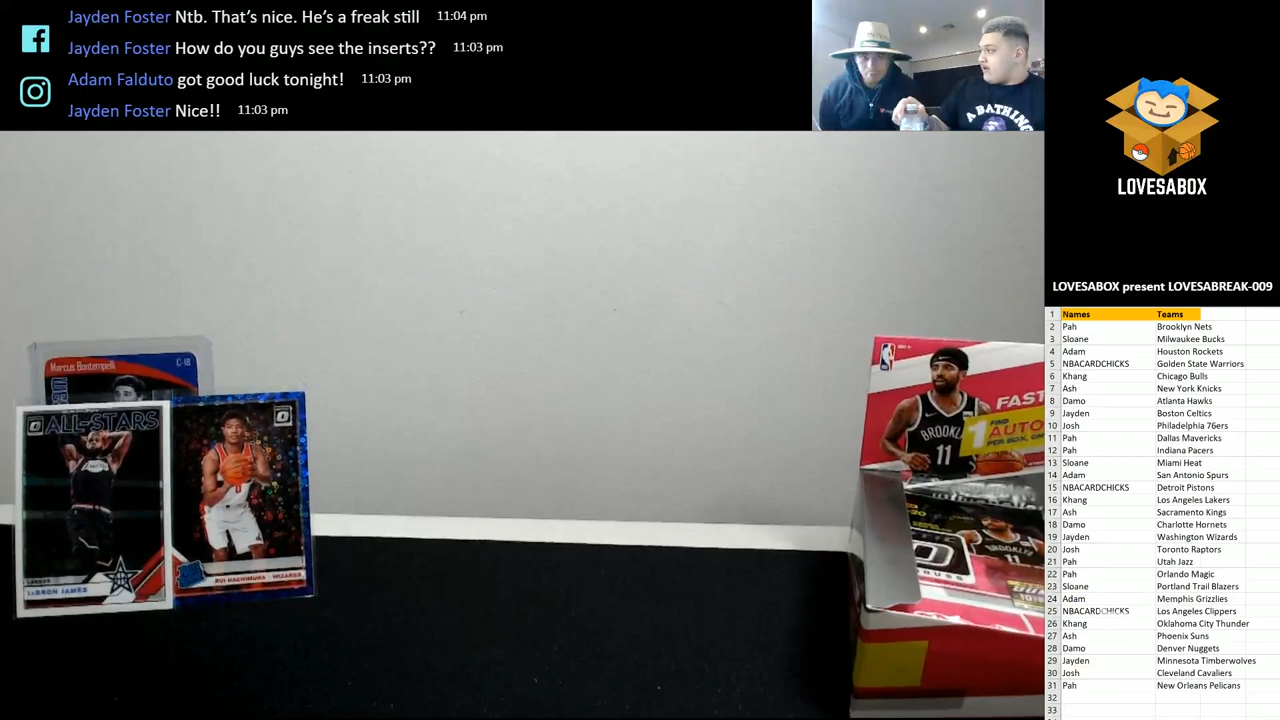 Jayden Foster Ntb. That's nice. He's a freak still 11:04 pm
Jayden Foster How do you guys see the inserts?? 11:03 pm
Adam Falduto got good luck tonight! 11:03 pm
Jayden Foster Nice!! 11:03 pm
A BATHING
LOVESABOX
LOVESABOX present LOVESABREAK-009
1 Names Teams
2 Pah Brooklyn Nets
3 Sloane Milwaukee Bucks
4 Adam Houston Rockets
5 NBACARDCHICKS Golden State Warriors
6 Khang Chicago Bulls
7 Ash New York Knicks
8 Damo Atlanta Hawks
9 Jayden Boston Celtics
10 Josh Philadelphia 76ers
11 Pah Dallas Mavericks
12 Pah Indiana Pacers
13 Sloane Miami Heat
14 Adam San Antonio Spurs
15 NBACARDCHICKS Detroit Pistons
16 Khang Los Angeles Lakers
17 Ash Sacramento Kings
18 Damo Charlotte Hornets
19 Jayden Washington Wizards
20 Josh Toronto Raptors
21 Pah Utah Jazz
22 Pah Orlando Magic
23 Sloane Portland Trail Blazers
24 Adam Memphis Grizzlies
25 NBACARDCHICKS Los Angeles Clippers
26 Khang Oklahoma City Thunder
27 Ash Phoenix Suns
28 Damo Denver Nuggets
29 Jayden Minnesota Timberwolves
30 Josh Cleveland Cavaliers
31 Pah New Orleans Pelicans
32
33
Marcus Bontempelli C-18
ALL-STARS
LEBRON JAMES
RUI HACHIMURA - WIZARDS
NBA
FAST
1 FIND AUTO
PER BOX, ON
BROOKLYN
11